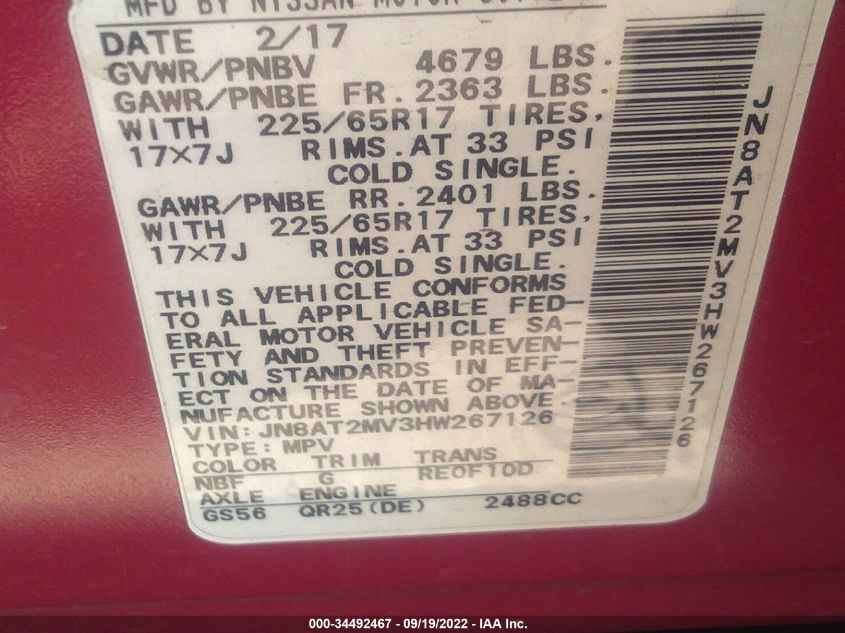 MFD BY NISSAN MOTOR
DATE 2/17
GVWR/PNBV 4679 LBS.
GAWR/PNBE FR. 2363 LBS.
WITH 225/65R17 TIRES,
17×7J RIMS. AT 33 PSI
COLD SINGLE.
GAWR/PNBE RR. 2401 LBS.
WITH 225/65R17 TIRES,
17×7J RIMS. AT 33 PSI
COLD SINGLE.
THIS VEHICLE CONFORMS
TO ALL APPLICABLE FED-
ERAL MOTOR VEHICLE SA-
FETY AND THEFT PREVEN-
TION STANDARDS IN EFF-
ECT ON THE DATE OF MA-
NUFACTURE SHOWN ABOVE.
VIN: JN8AT2MV3HW267126
TYPE: MPV
COLOR TRIM TRANS
NBF G RE0F10D
AXLE ENGINE
GS56 QR25(DE) 2488CC
JN8AT2MV3HW267126
000-34492467 - 09/19/2022 - IAA Inc.